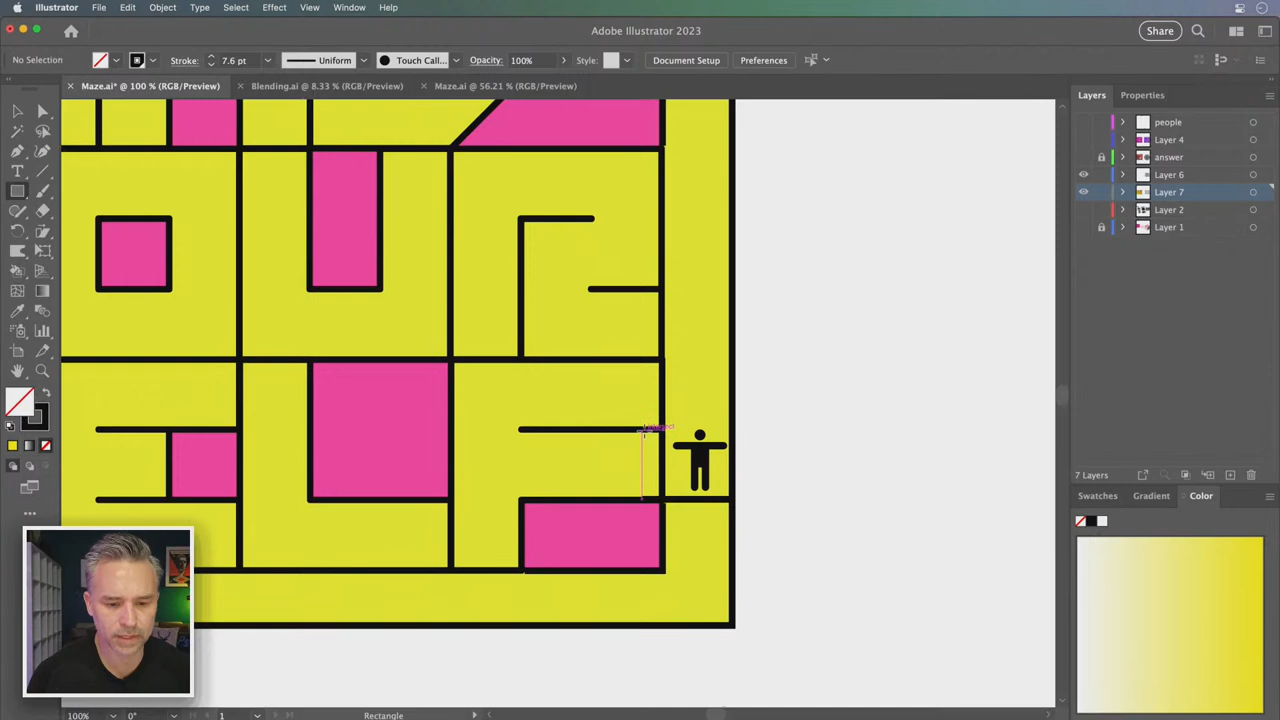 Illustrator File Edit Object Type Select Effect View Window Help
Adobe Illustrator 2023
Share
No Selection Stroke: 7.6 pt Uniform Touch Call... Opacity: 100% Style: Document Setup Preferences
Maze.ai* @ 100 % (RGB/Preview) Blending.ai @ 8.33 % (RGB/Preview) Maze.ai @ 56.21 % (RGB/Preview)
Layers Properties
people
Layer 4
answer
Layer 6
Layer 7
Layer 2
Layer 1
7 Layers
Swatches Gradient Color
100% 0° 1 Rectangle